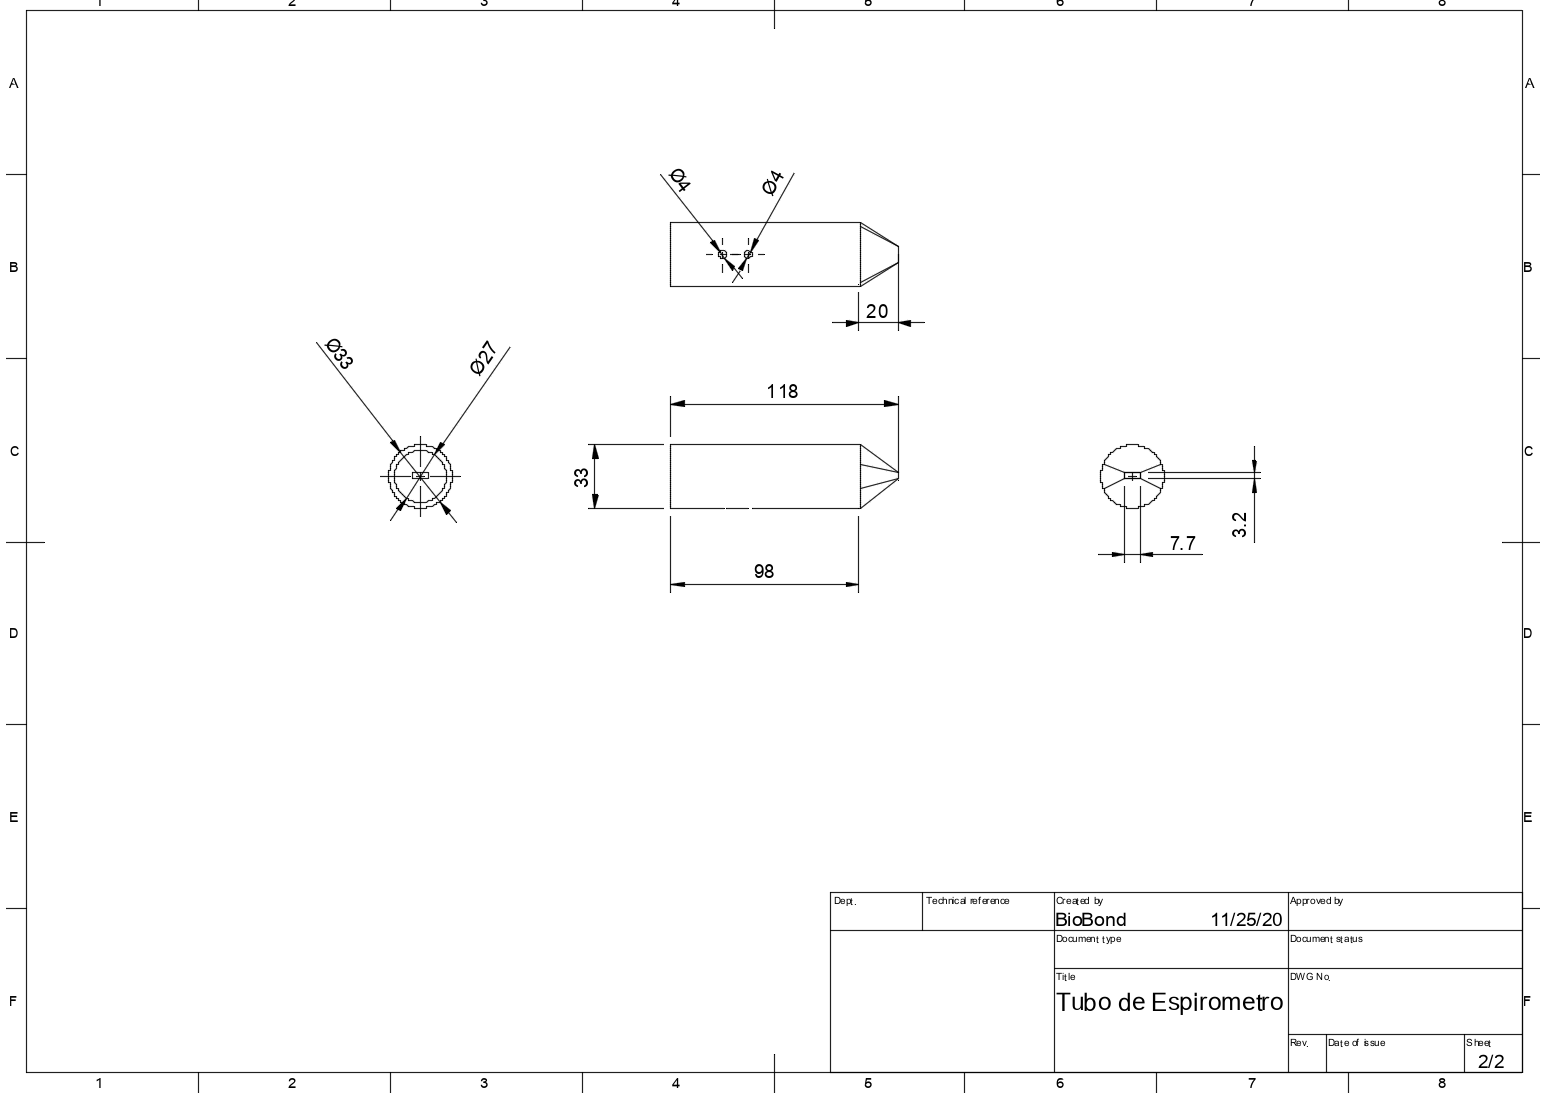 1 2 3 4 5 6 7 8
A A
Ø4 Ø4
B B
20
Ø33 Ø27
118
C C
33
3.2
7.7
98
D D
E E
Dept. Technical reference Created by Approved by
BioBond 11/25/20
Document type Document status
Title DWG No.
F Tubo de Espirometro F
Rev. Date of issue Sheet
2/2
1 2 3 4 5 6 7 8